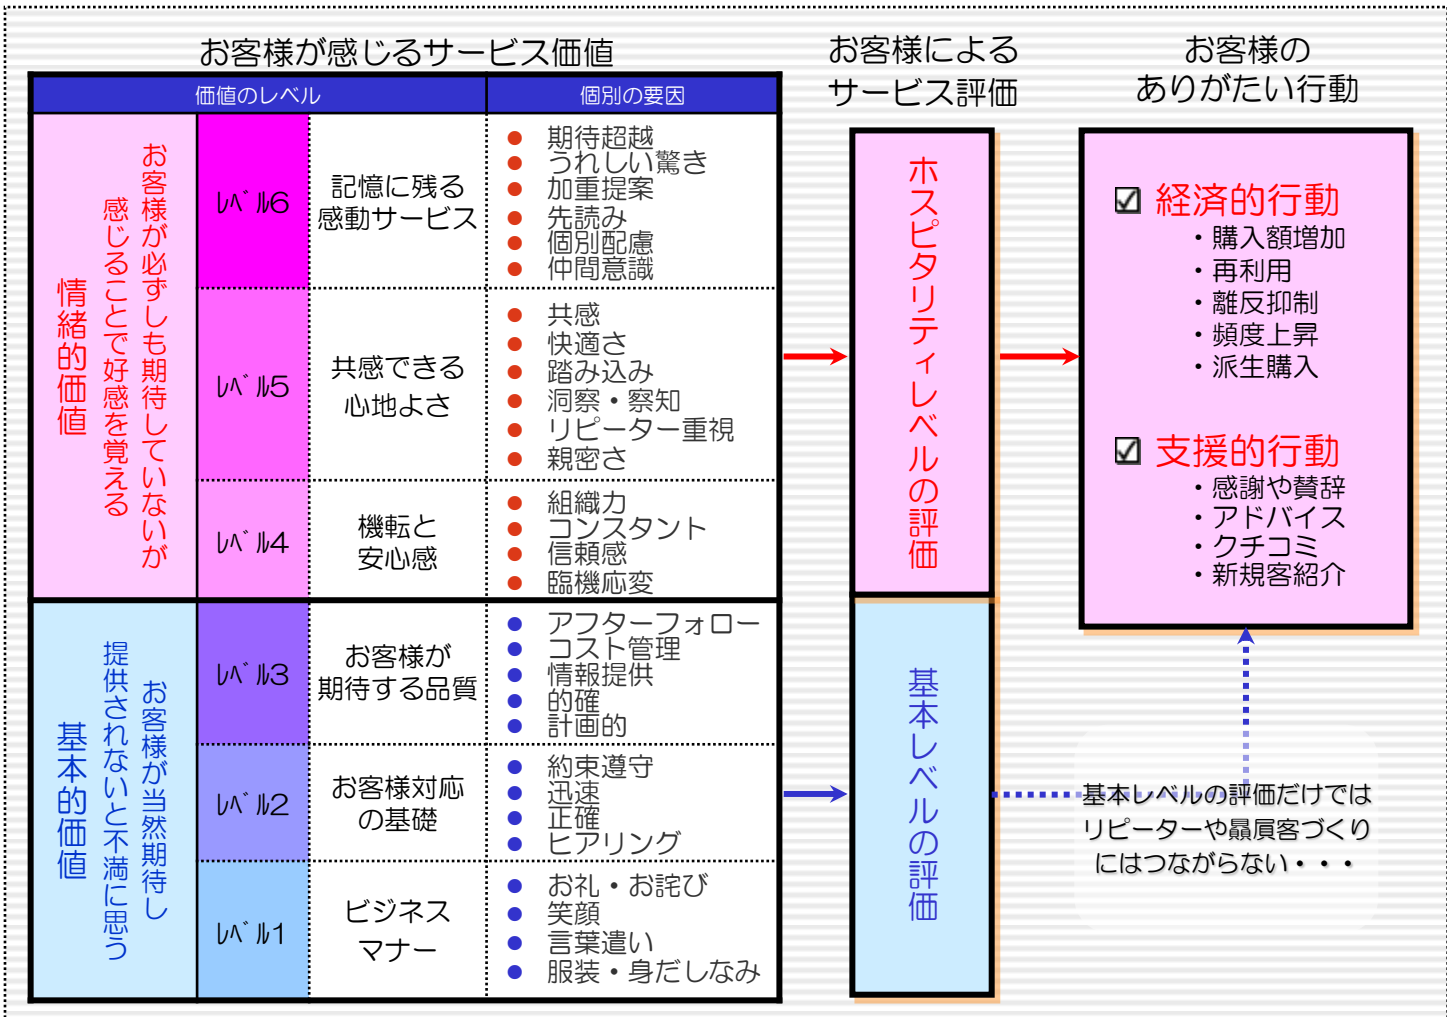 お客様が感じるサービス価値
お客様による
サービス評価
お客様の
ありがたい行動
価値のレベル
個別の要因
お客様が必ずしも期待していないが
感じることで好感を覚える
情緒的価値
ﾚﾍﾞﾙ6
記憶に残る
感動サービス
● 期待超越
● うれしい驚き
● 加重提案
● 先読み
● 個別配慮
● 仲間意識
ﾚﾍﾞﾙ5
共感できる
心地よさ
● 共感
● 快適さ
● 踏み込み
● 洞察・察知
● リピーター重視
● 親密さ
ﾚﾍﾞﾙ4
機転と
安心感
● 組織力
● コンスタント
● 信頼感
● 臨機応変
お客様が当然期待し
提供されないと不満に思う
基本的価値
ﾚﾍﾞﾙ3
お客様が
期待する品質
● アフターフォロー
● コスト管理
● 情報提供
● 的確
● 計画的
ﾚﾍﾞﾙ2
お客様対応
の基礎
● 約束遵守
● 迅速
● 正確
● ヒアリング
ﾚﾍﾞﾙ1
ビジネス
マナー
● お礼・お詫び
● 笑顔
● 言葉遣い
● 服装・身だしなみ
ホスピタリティレベルの評価
基本レベルの評価
☑ 経済的行動
・購入額増加
・再利用
・離反抑制
・頻度上昇
・派生購入
☑ 支援的行動
・感謝や賛辞
・アドバイス
・クチコミ
・新規客紹介
基本レベルの評価だけでは
リピーターや贔屓客づくり
にはつながらない・・・